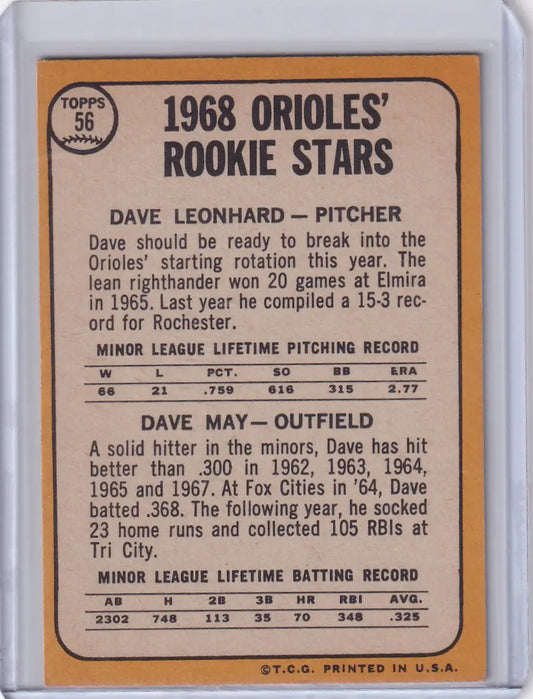 TOPPS
56
1968 ORIOLES'
ROOKIE STARS
DAVE LEONHARD — PITCHER
Dave should be ready to break into the
Orioles' starting rotation this year. The
lean righthander won 20 games at Elmira
in 1965. Last year he compiled a 15-3 rec-
ord for Rochester.
MINOR LEAGUE LIFETIME PITCHING RECORD
W L PCT. SO BB ERA
66 21 .759 616 315 2.77
DAVE MAY — OUTFIELD
A solid hitter in the minors, Dave has hit
better than .300 in 1962, 1963, 1964,
1965 and 1967. At Fox Cities in '64, Dave
batted .368. The following year, he socked
23 home runs and collected 105 RBIs at
Tri City.
MINOR LEAGUE LIFETIME BATTING RECORD
AB H 2B 3B HR RBI AVG.
2302 748 113 35 70 348 .325
©T.C.G. PRINTED IN U.S.A.